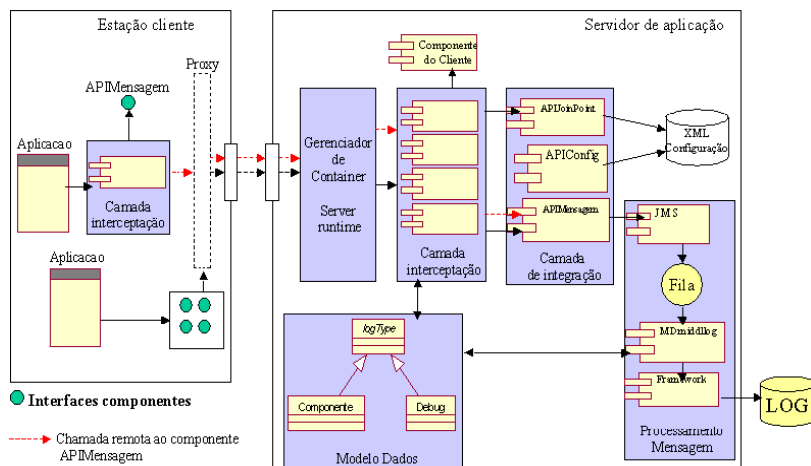 Estação cliente
Servidor de aplicação
Proxy
APIMensagem
Aplicacao
Camada
interceptação
Aplicacao
Interfaces componentes
Chamada remota ao componente
APIMensagem
Gerenciador
de
Container
Server
runtime
Componente
do Cliente
Camada
interceptação
APIJoinPoint
APIConfig
APIMensagem
Camada
de integração
XML
Configuração
JMS
Fila
MDmiddllog
Framework
Processamento
Mensagem
LOG
logType
Componente
Debug
Modelo Dados